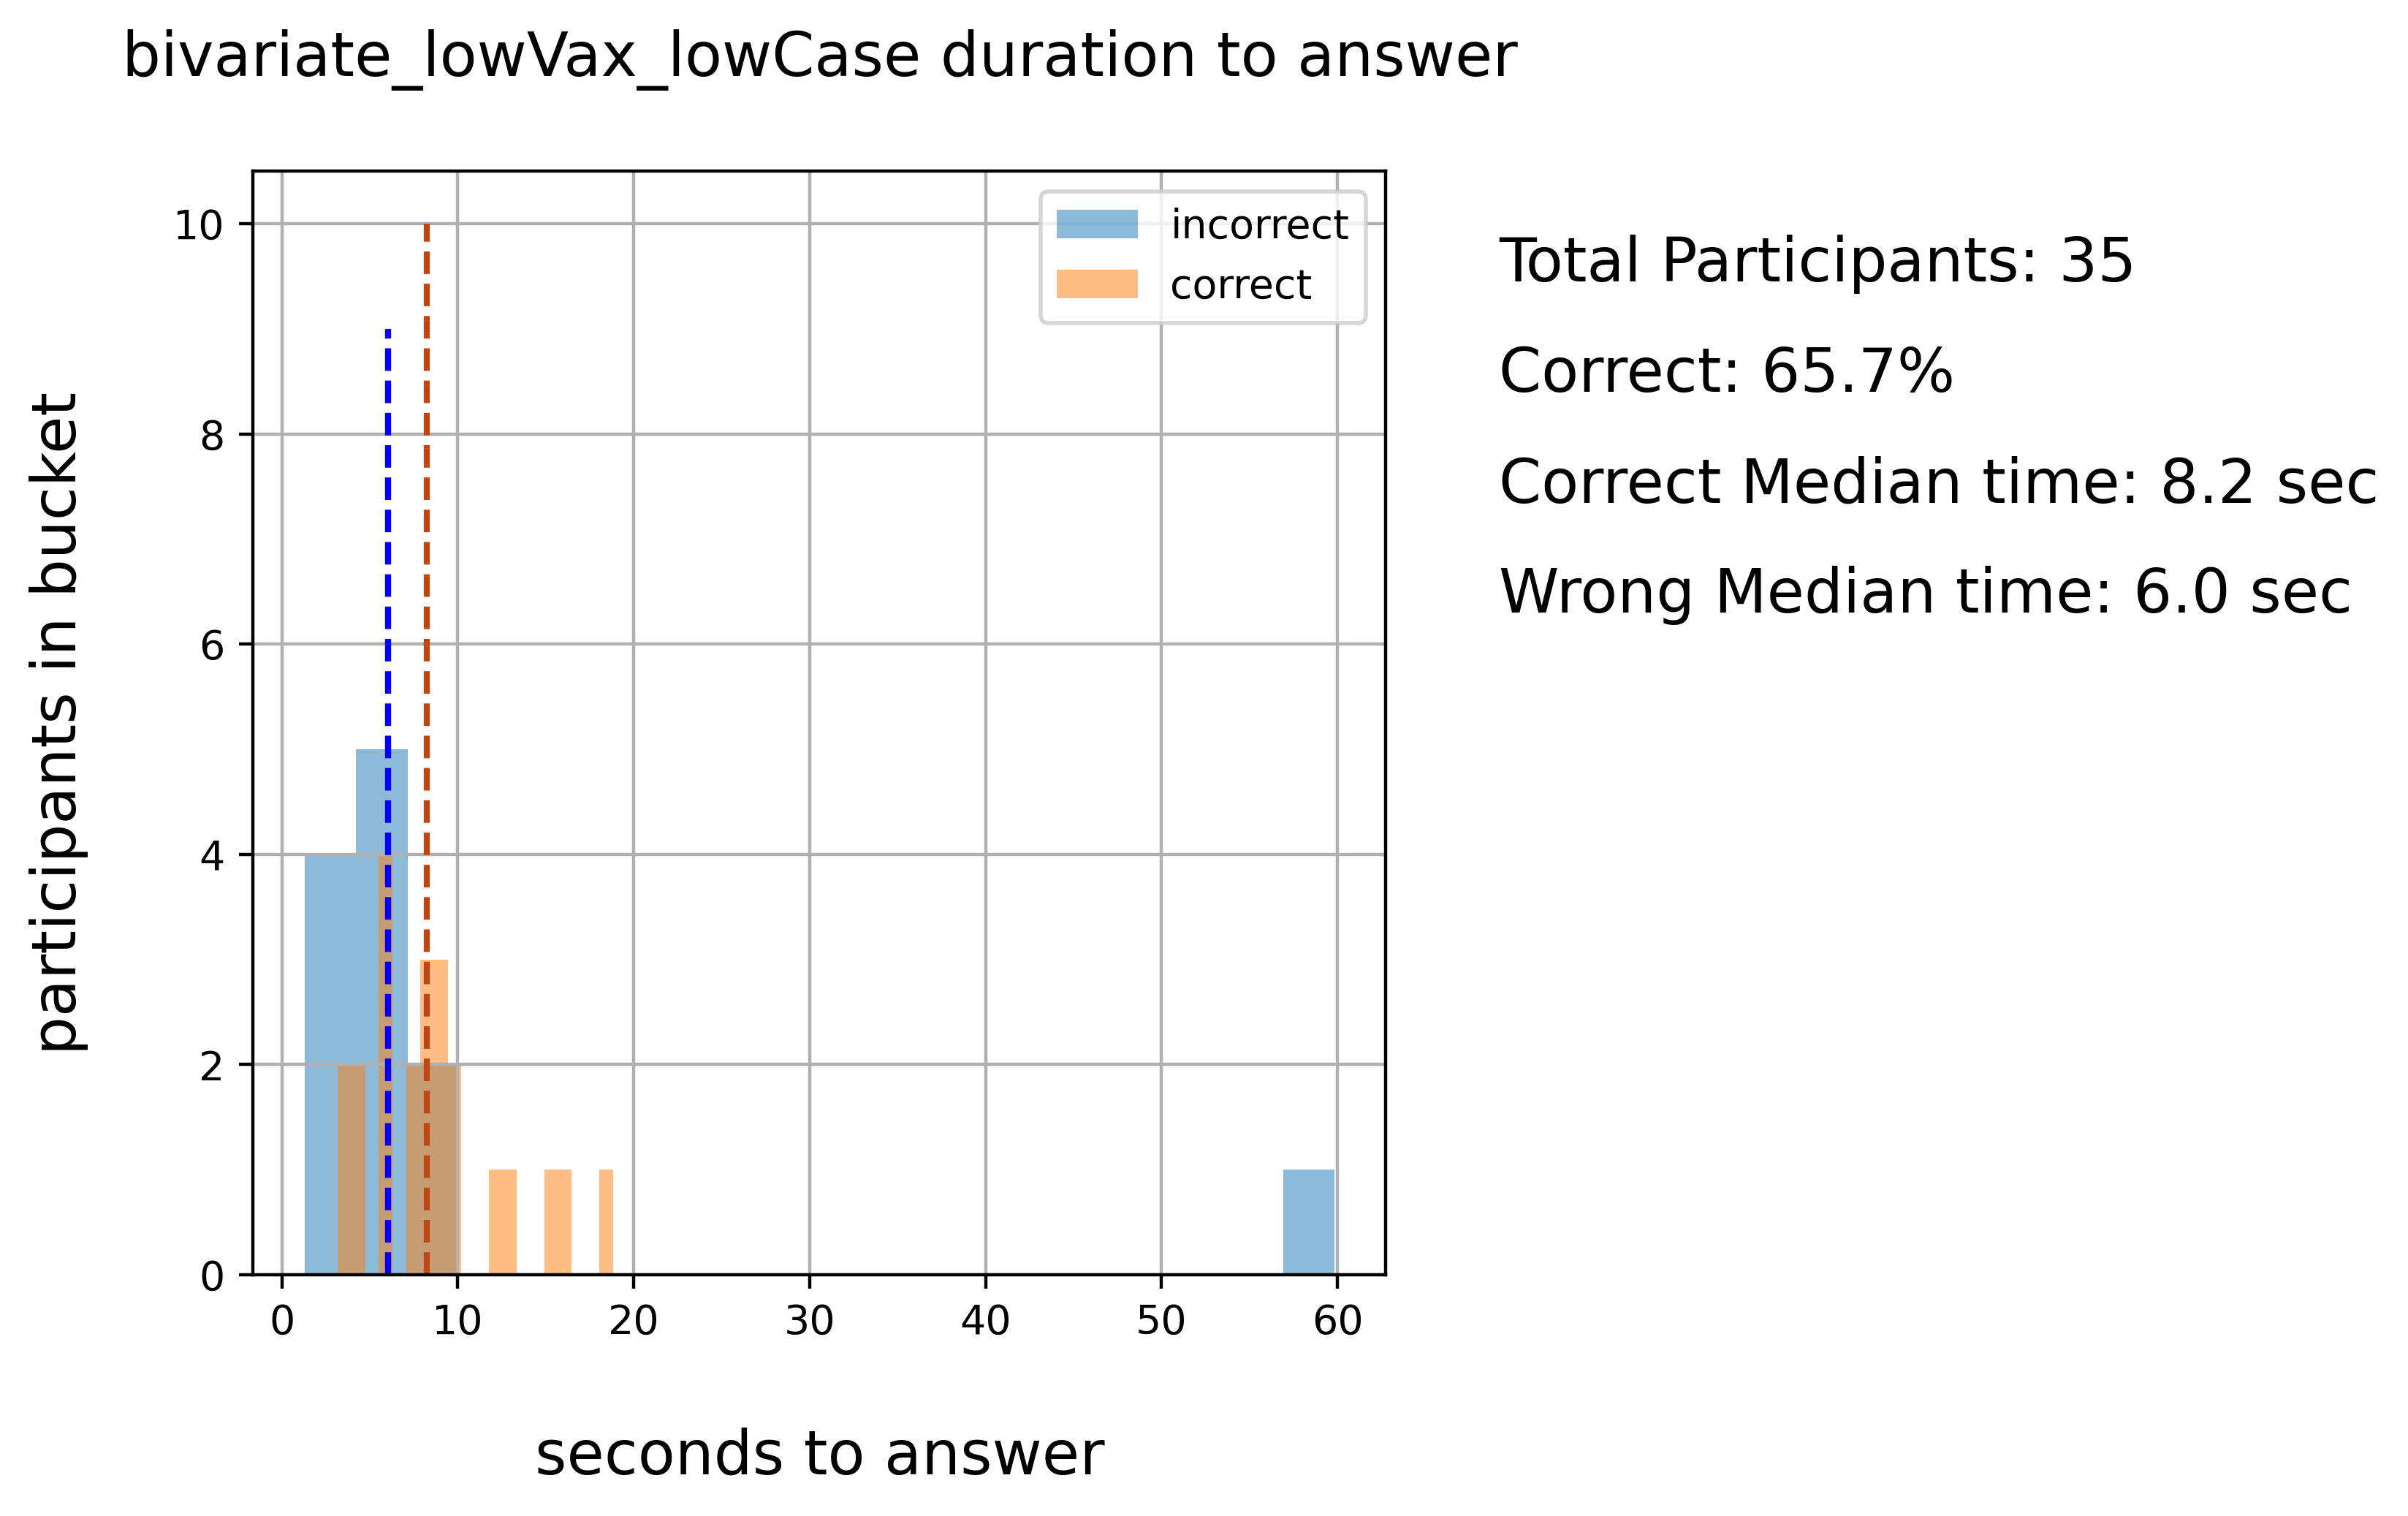 bivariate_lowVax_lowCase duration to answer
incorrect
correct
Total Participants: 35
Correct: 65.7%
Correct Median time: 8.2 sec
Wrong Median time: 6.0 sec
participants in bucket
10
8
6
4
2
0
0 10 20 30 40 50 60
seconds to answer